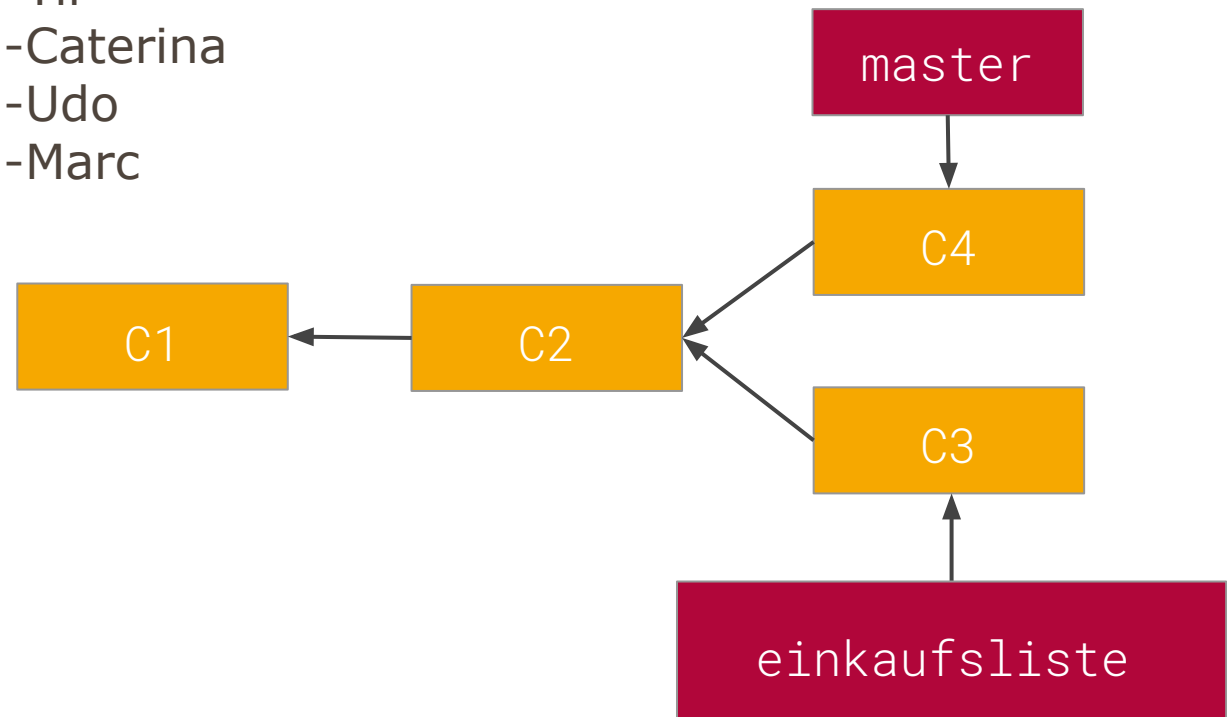 -Caterina
-Udo
-Marc
master
C4
C1
C2
C3
einkaufsliste